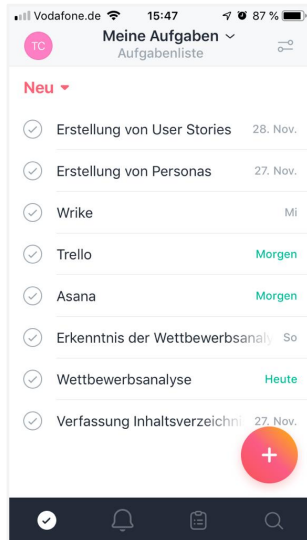 Vodafone.de 15:47 87 %
TC Meine Aufgaben
Aufgabenliste
Neu
Erstellung von User Stories 28. Nov.
Erstellung von Personas 27. Nov.
Wrike Mi
Trello Morgen
Asana Morgen
Erkenntnis der Wettbewerbsanaly So
Wettbewerbsanalyse Heute
Verfassung Inhaltsverzeichni 27. Nov.
+